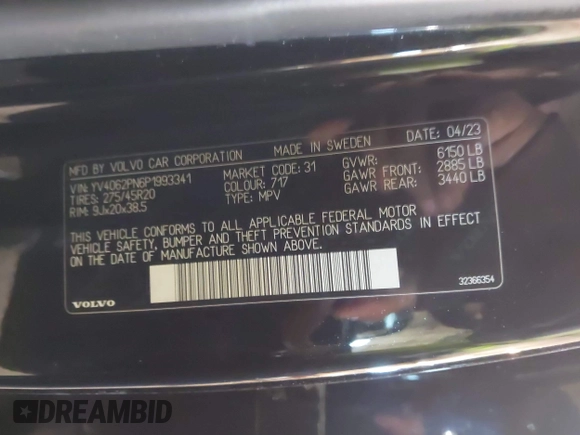 MFD BY VOLVO CAR CORPORATION MADE IN SWEDEN DATE: 04/23
VIN: YV4062PN6P1993341 MARKET CODE: 31 GVWR: 6150 LB
TIRES: 275/45R20 COLOUR: 717 GAWR FRONT: 2885 LB
RIM: 9Jx20x38.5 TYPE: MPV GAWR REAR: 3440 LB
THIS VEHICLE CONFORMS TO ALL APPLICABLE FEDERAL MOTOR
VEHICLE SAFETY, BUMPER AND THEFT PREVENTION STANDARDS IN EFFECT
ON THE DATE OF MANUFACTURE SHOWN ABOVE.
VOLVO 32366354
DREAMBID